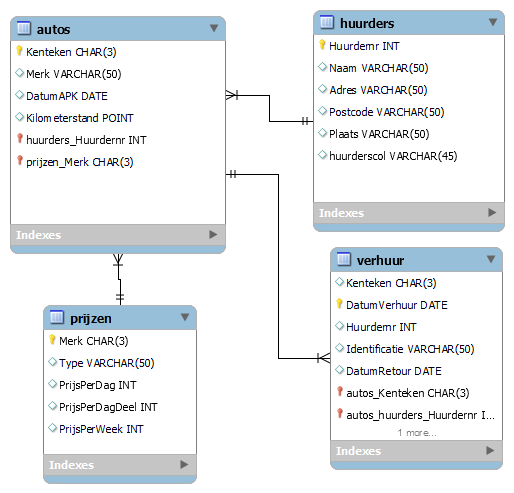 autos
Kenteken CHAR(3)
Merk VARCHAR(50)
DatumAPK DATE
Kilometerstand POINT
huurders_Huurdernr INT
prijzen_Merk CHAR(3)
Indexes
huurders
Huurdernr INT
Naam VARCHAR(50)
Adres VARCHAR(50)
Postcode VARCHAR(50)
Plaats VARCHAR(50)
huurderscol VARCHAR(45)
Indexes
prijzen
Merk CHAR(3)
Type VARCHAR(50)
PrijsPerDag INT
PrijsPerDagDeel INT
PrijsPerWeek INT
Indexes
verhuur
Kenteken CHAR(3)
DatumVerhuur DATE
Huurdernr INT
Identificatie VARCHAR(50)
DatumRetour DATE
autos_Kenteken CHAR(3)
autos_huurders_Huurdernr I...
1 more...
Indexes